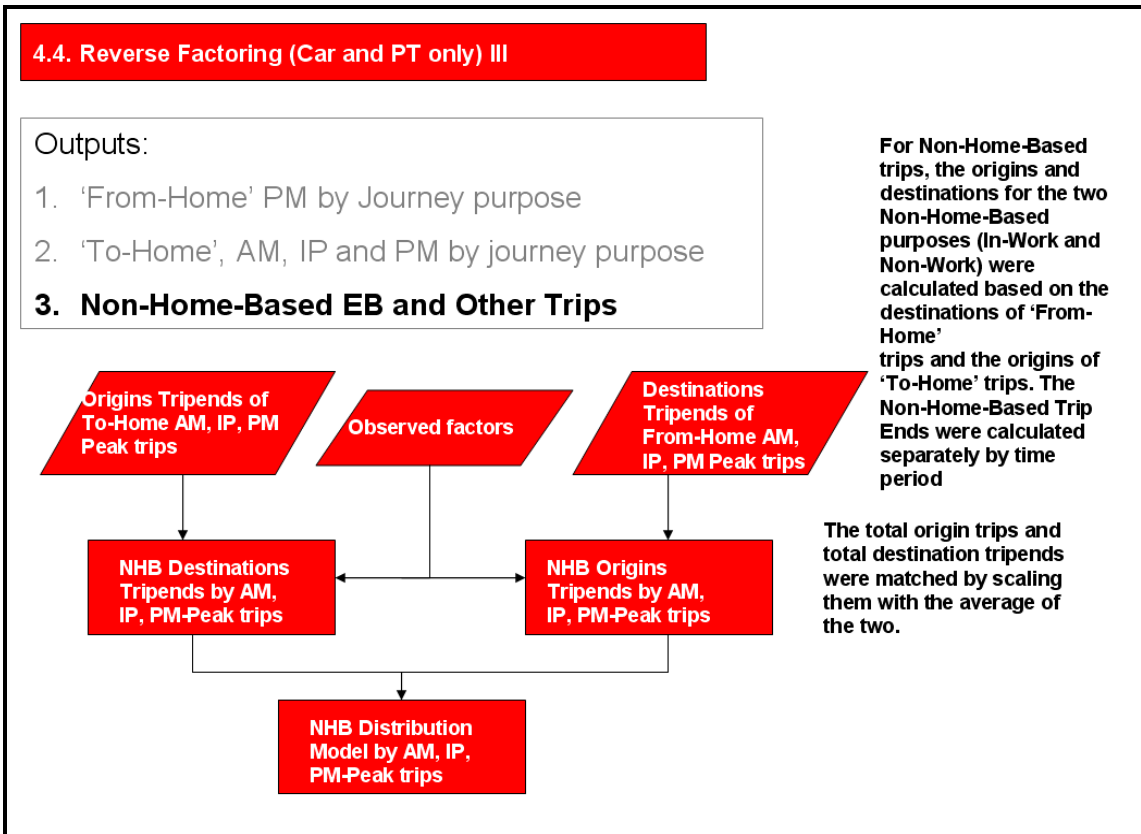 4.4. Reverse Factoring (Car and PT only) III
Outputs:
1. ‘From-Home’ PM by Journey purpose
2. ‘To-Home’, AM, IP and PM by journey purpose
3. Non-Home-Based EB and Other Trips
For Non-Home-Based
trips, the origins and
destinations for the two
Non-Home-Based
purposes (In-Work and
Non-Work) were
calculated based on the
destinations of ‘From-
Home’
trips and the origins of
‘To-Home’ trips. The
Non-Home-Based Trip
Ends were calculated
separately by time
period
The total origin trips and
total destination tripends
were matched by scaling
them with the average of
the two.
Origins Tripends of
To-Home AM, IP, PM
Peak trips
Observed factors
Destinations
Tripends of
From-Home AM,
IP, PM Peak trips
NHB Destinations
Tripends by AM,
IP, PM-Peak trips
NHB Origins
Tripends by AM,
IP, PM-Peak trips
NHB Distribution
Model by AM, IP,
PM-Peak trips